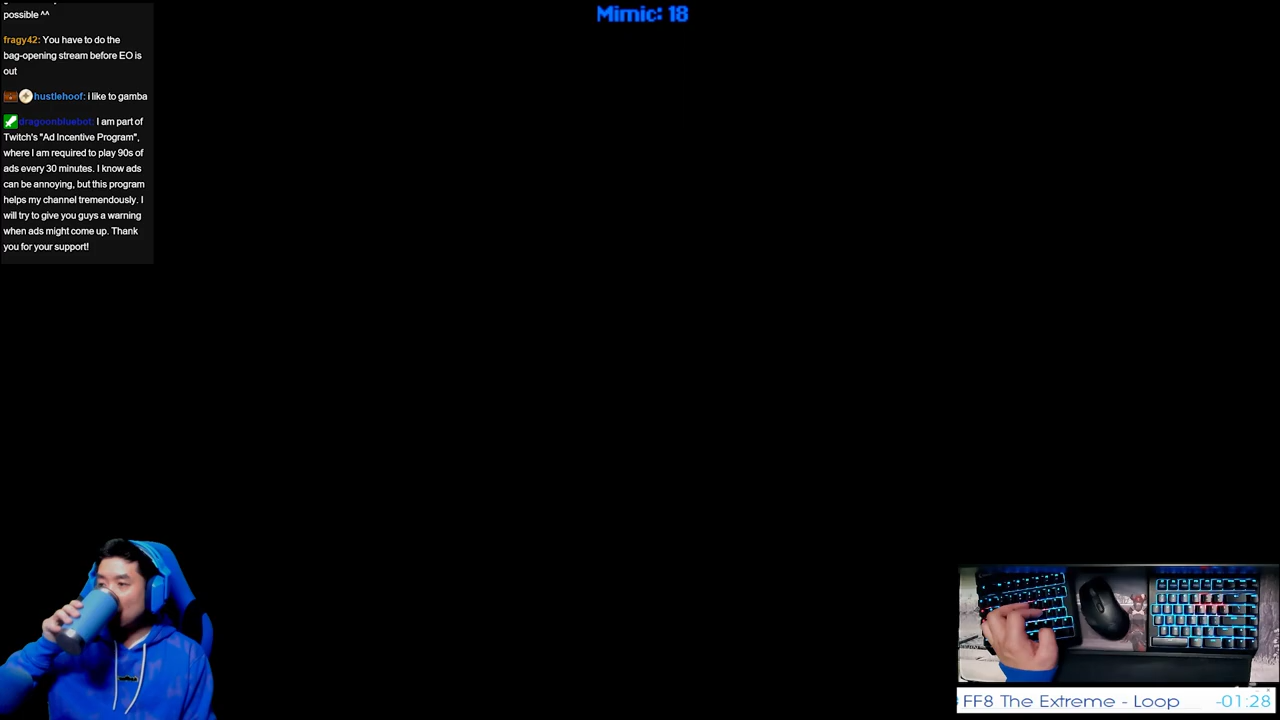 possible ^^
fragy42: You have to do the
bag-opening stream before EO is
out
hustlehoof: i like to gamba
dragoonbluebot: I am part of
Twitch's "Ad Incentive Program",
where I am required to play 90s of
ads every 30 minutes. I know ads
can be annoying, but this program
helps my channel tremendously. I
will try to give you guys a warning
when ads might come up. Thank
you for your support!
Mimic: 18
FF8 The Extreme - Loop -01:28